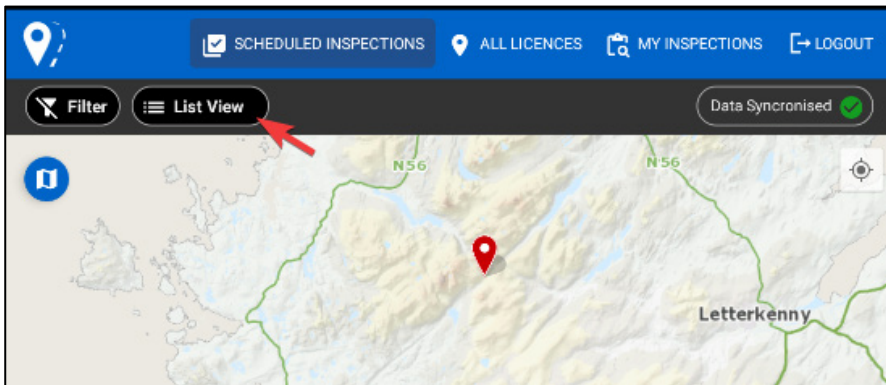 SCHEDULED INSPECTIONS ALL LICENCES MY INSPECTIONS LOGOUT
Filter List View Data Syncronised
N56 N56
Letterkenny